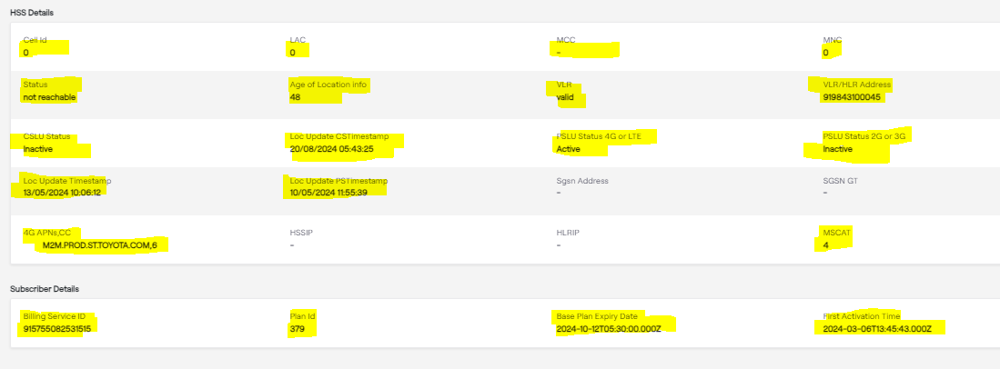 HSS Details
Cell Id LAC MCC MNC
0 0 - 0
Status Age of Location info VLR VLR/HLR Address
not reachable 48 valid 919843100045
CSLU Status Loc Update CSTimestamp PSLU Status 4G or LTE PSLU Status 2G or 3G
Inactive 20/08/2024 05:43:25 Active Inactive
Loc Update Timestamp Loc Update PSTimestamp Sgsn Address SGSN GT
13/05/2024 10:06:12 10/05/2024 11:55:39 - -
4G APNs,CC HSSIP HLRIP MSCAT
M2M.PROD.ST.TOYOTA.COM,6 - - 4
Subscriber Details
Billing Service ID Plan Id Base Plan Expiry Date First Activation Time
915755082531515 379 2024-10-12T05:30:00.000Z 2024-03-06T13:45:43.000Z